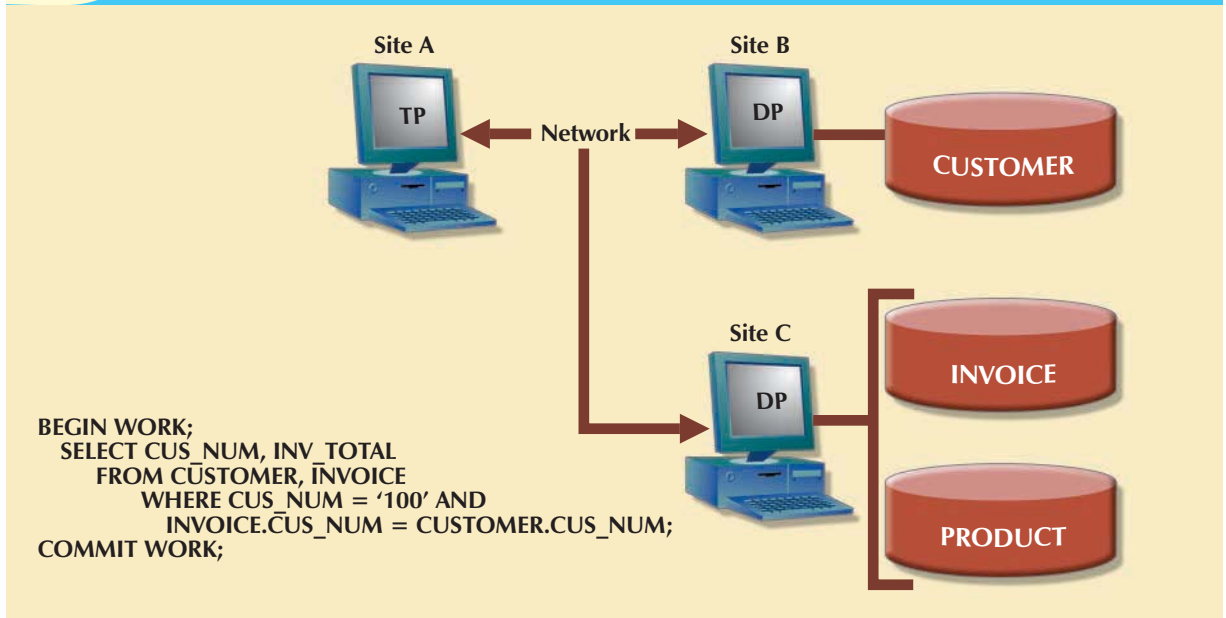 Site A
Site B
TP
Network
DP
CUSTOMER
Site C
DP
INVOICE
PRODUCT
BEGIN WORK;
SELECT CUS_NUM, INV_TOTAL
FROM CUSTOMER, INVOICE
WHERE CUS_NUM = ‘100’ AND
INVOICE.CUS_NUM = CUSTOMER.CUS_NUM;
COMMIT WORK;